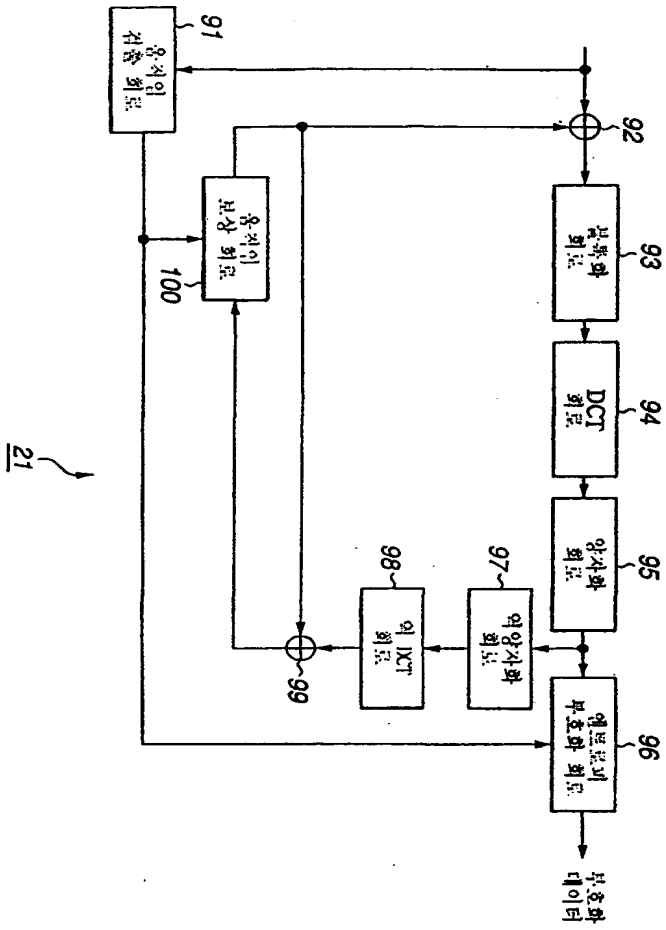 92
93
블록화
회로
94
DCT
회로
95
양자화
회로
96
엔트로피
부호화 회로
부호화
데이터
97
역 양자화
회로
98
역 DCT
회로
99
움직임
보상 회로
100
91
움직임
검출 회로
21